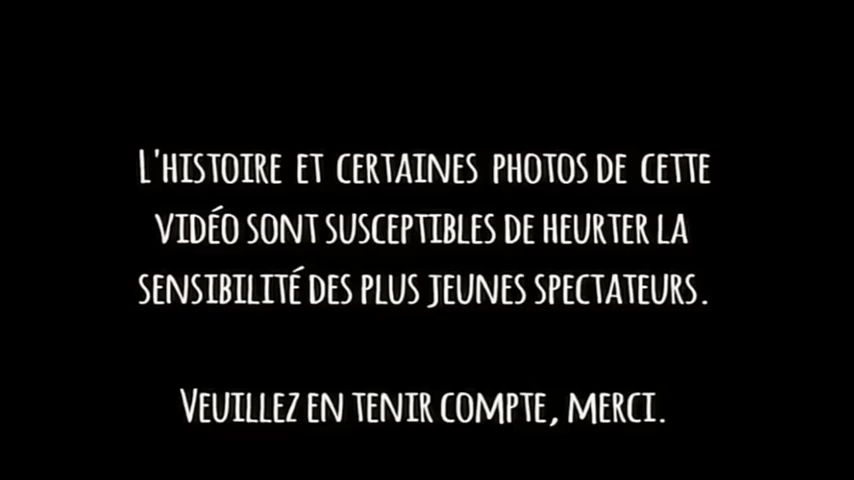 L'HISTOIRE ET CERTAINES PHOTOS DE CETTE
VIDÉO SONT SUSCEPTIBLES DE HEURTER LA
SENSIBILITÉ DES PLUS JEUNES SPECTATEURS.
VEUILLEZ EN TENIR COMPTE, MERCI.